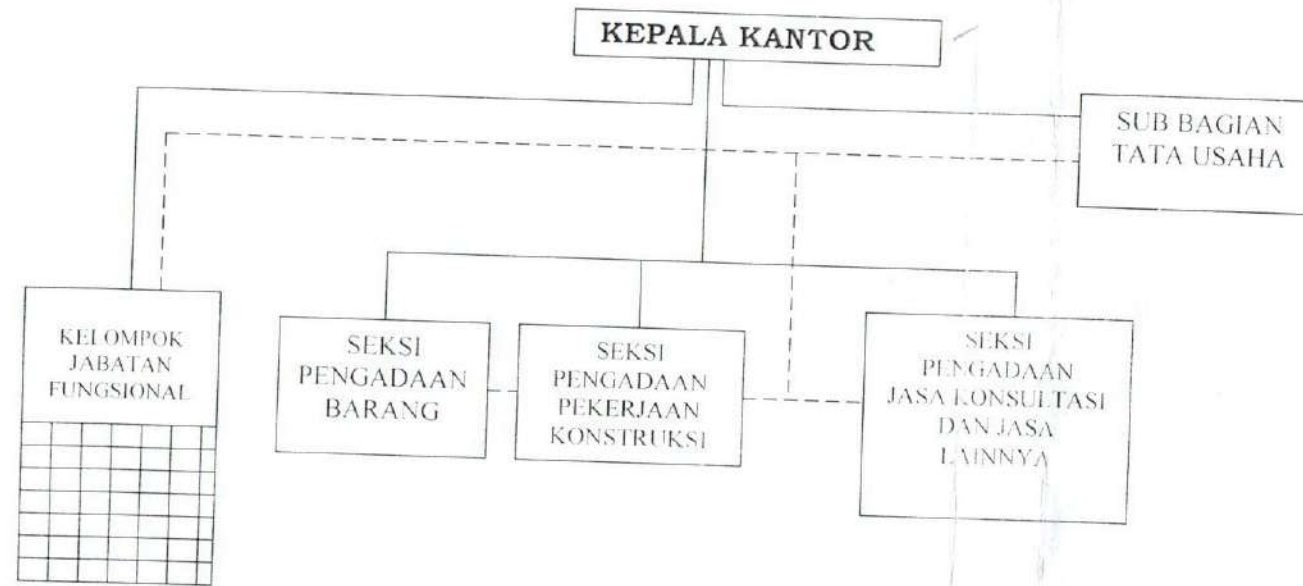 KEPALA KANTOR
SUB BAGIAN
TATA USAHA
KELOMPOK
JABATAN
FUNGSIONAL
SEKSI
PENGADAAN
BARANG
SEKSI
PENGADAAN
PEKERJAAN
KONSTRUKSI
SEKSI
PENGADAAN
JASA KONSULTASI
DAN JASA
LAINNYA